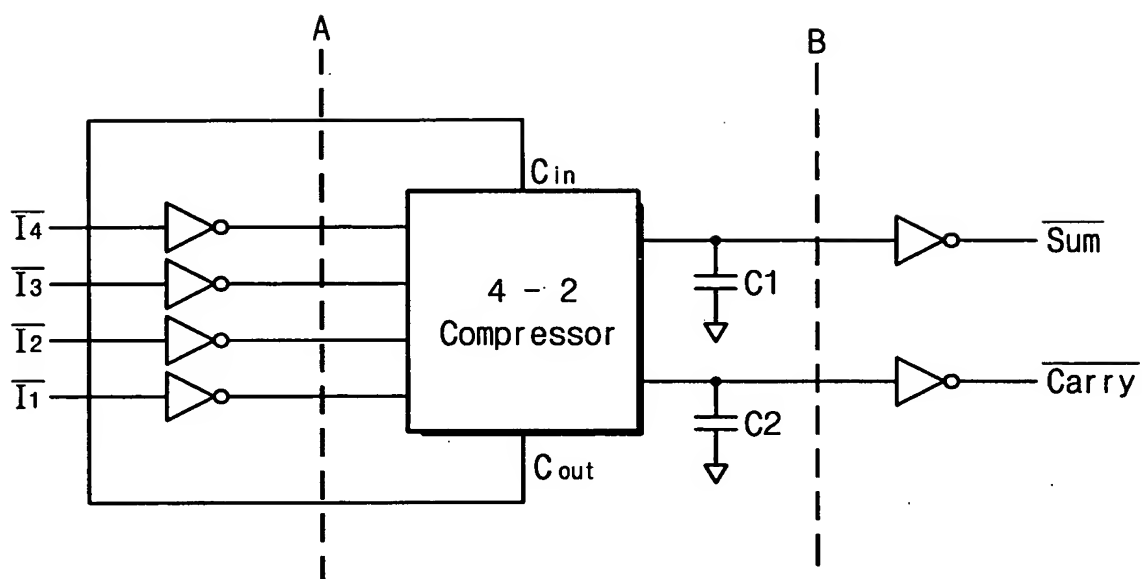 A
B
Cin
I4
I3
I2
I1
4 - 2
Compressor
Cout
C1
C2
Sum
Carry